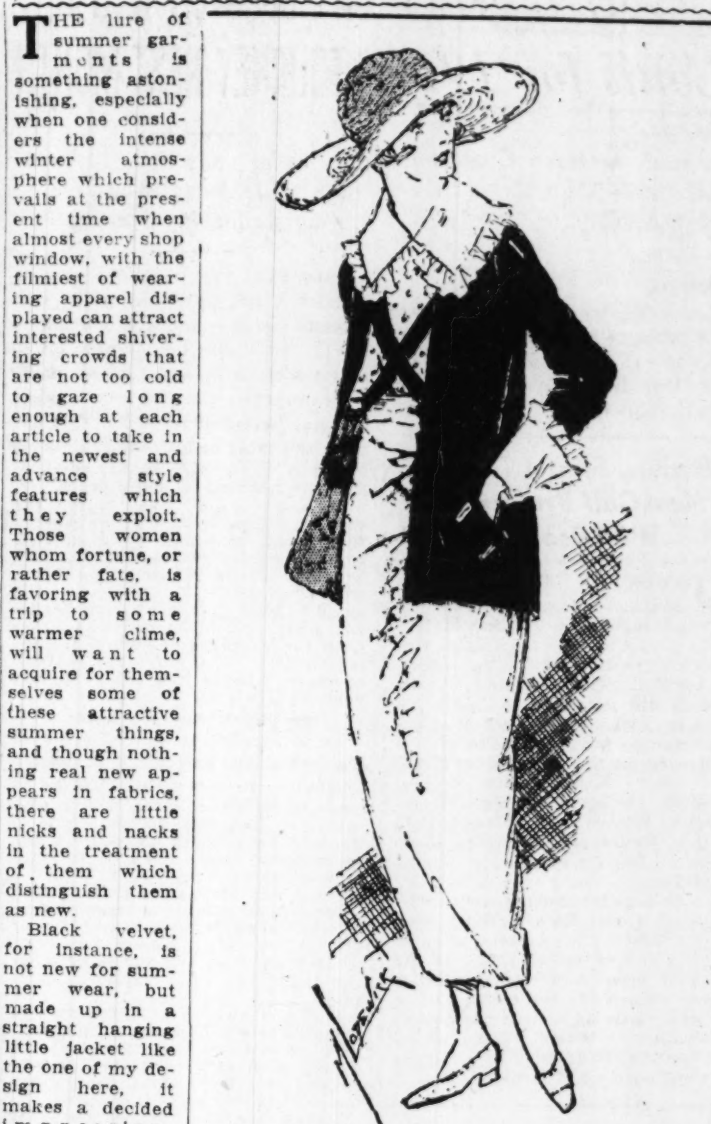 THE lure of
summer gar-
ments is
something aston-
ishing, especially
when one consid-
ers the intense
winter atmos-
phere which pre-
vails at the pres-
ent time when
almost every shop
window, with the
filmiest of wear-
ing apparel dis-
played can attract
interested shiver-
ing crowds that
are not too cold
to gaze long
enough at each
article to take in
the newest and
advance style
features which
they exploit.
Those women
whom fortune, or
rather fate, is
favoring with a
trip to some
warmer clime,
will want to
acquire for them-
selves some of
these attractive
summer things,
and though noth-
ing real new ap-
pears in fabrics,
there are little
nicks and nacks
in the treatment
of them which
distinguish them
as new.
Black velvet,
for instance, is
not new for sum-
mer wear, but
made up in a
straight hanging
little jacket like
the one of my de-
sign here, it
makes a decided